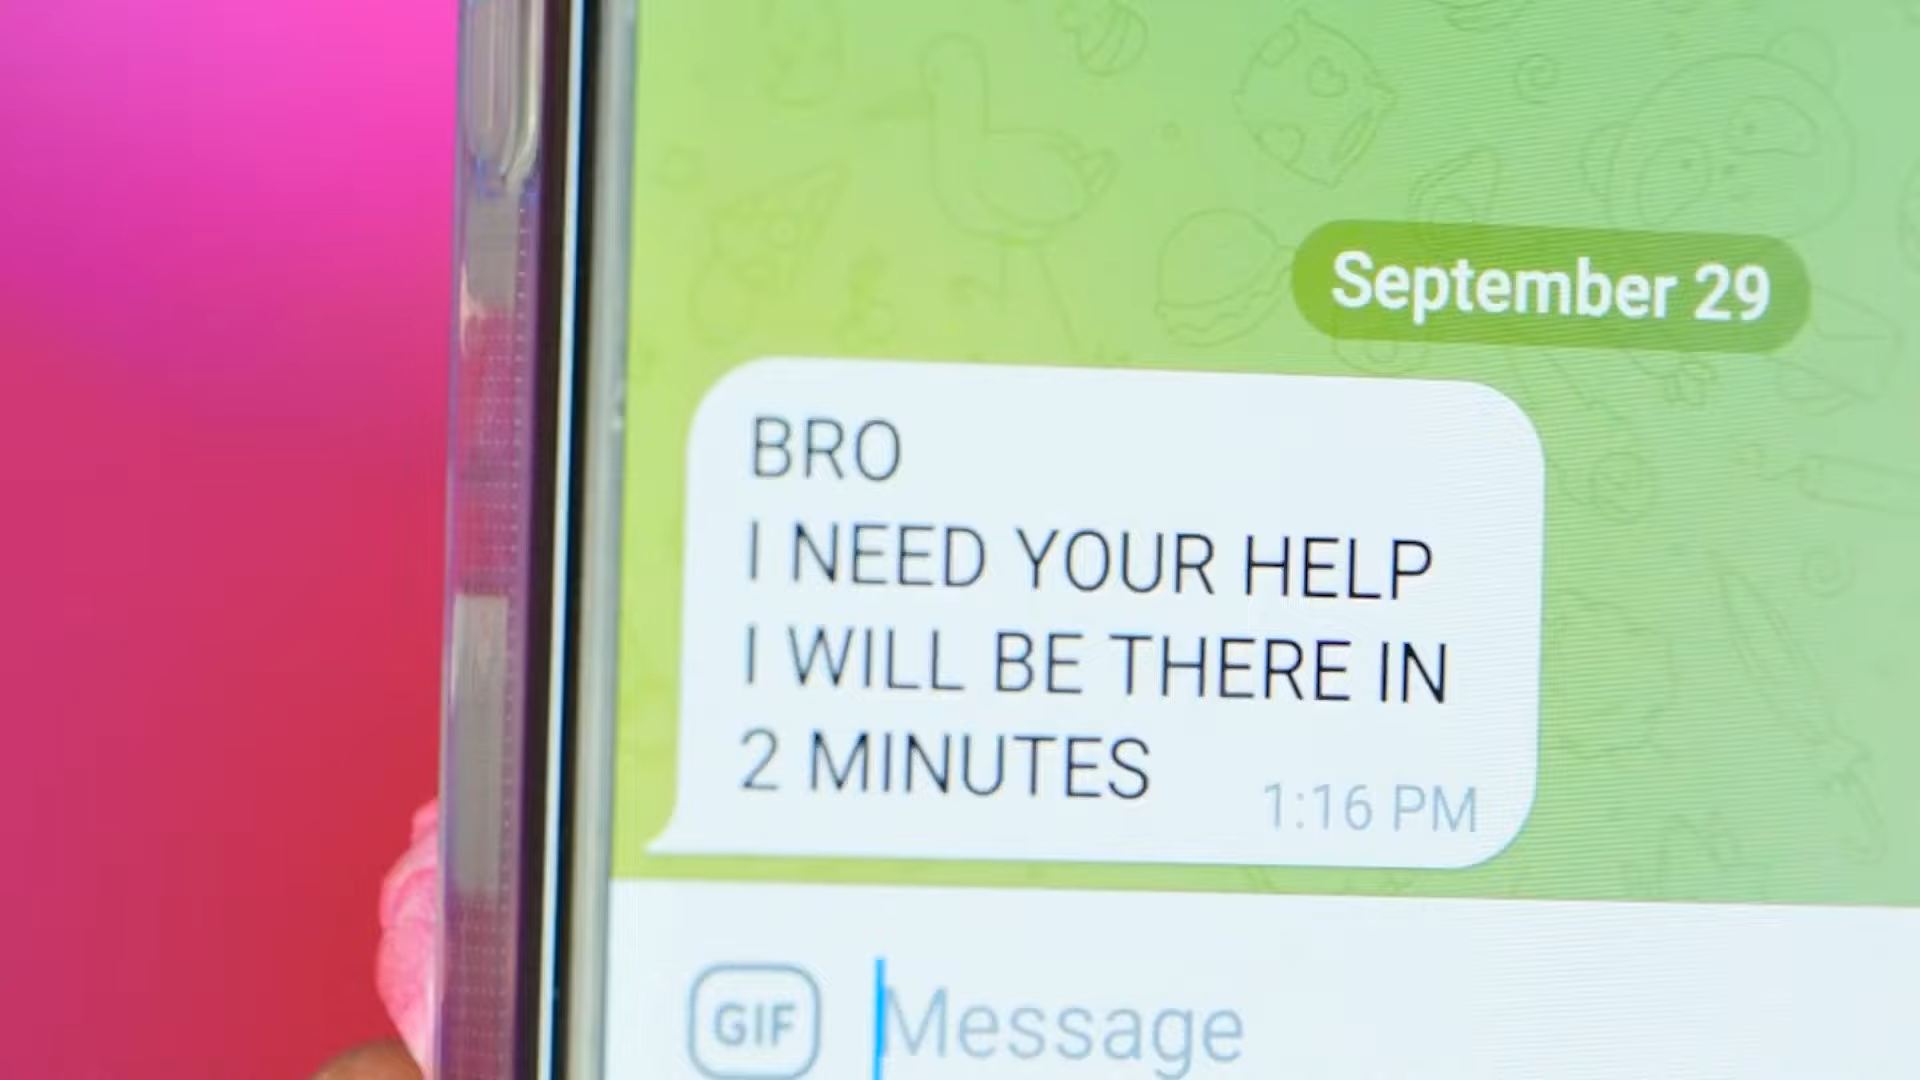 September 29
BRO
I NEED YOUR HELP
I WILL BE THERE IN
2 MINUTES
1:16 PM
GIF
Message